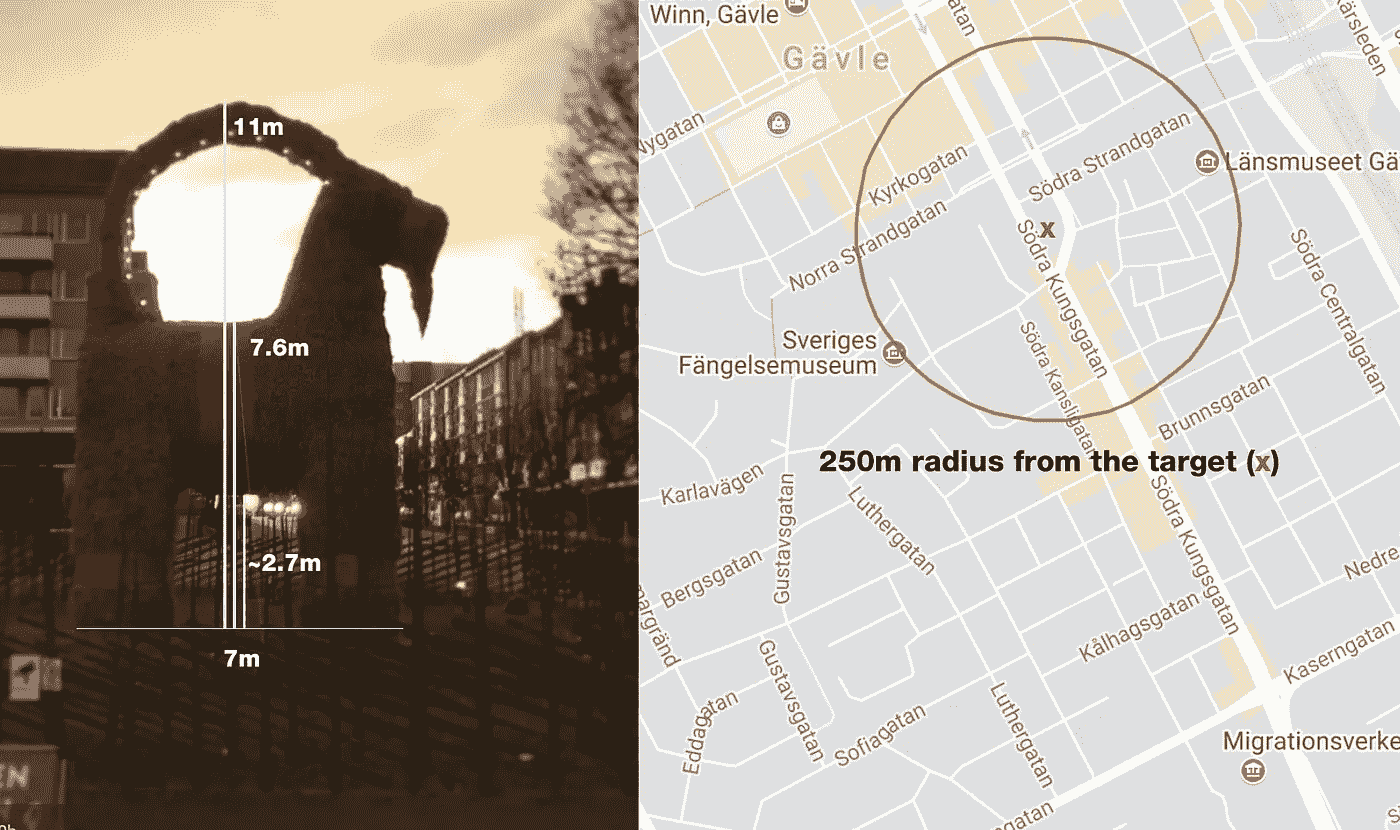 11m
7.6m
~2.7m
7m
EN
Winn, Gävle
Gävle
Nygatan
Kyrkogatan
Norra Strandgatan
Södra Strandgatan
Länsmuseet Gä
Södra Kungsgatan
Södra Kansligatan
Södra Centralgatan
Sveriges
Fängelsemuseum
Brunnsgatan
250m radius from the target (x)
x
Karlavägen
Gustavsgatan
Luthergatan
Södra Kungsgatan
Bergsgatan
Nedre
Kålhagsgatan
Kaserngatan
Gustavsgatan
Eddagatan
Sofiagatan
Luthergatan
Migrationsverke
gatan